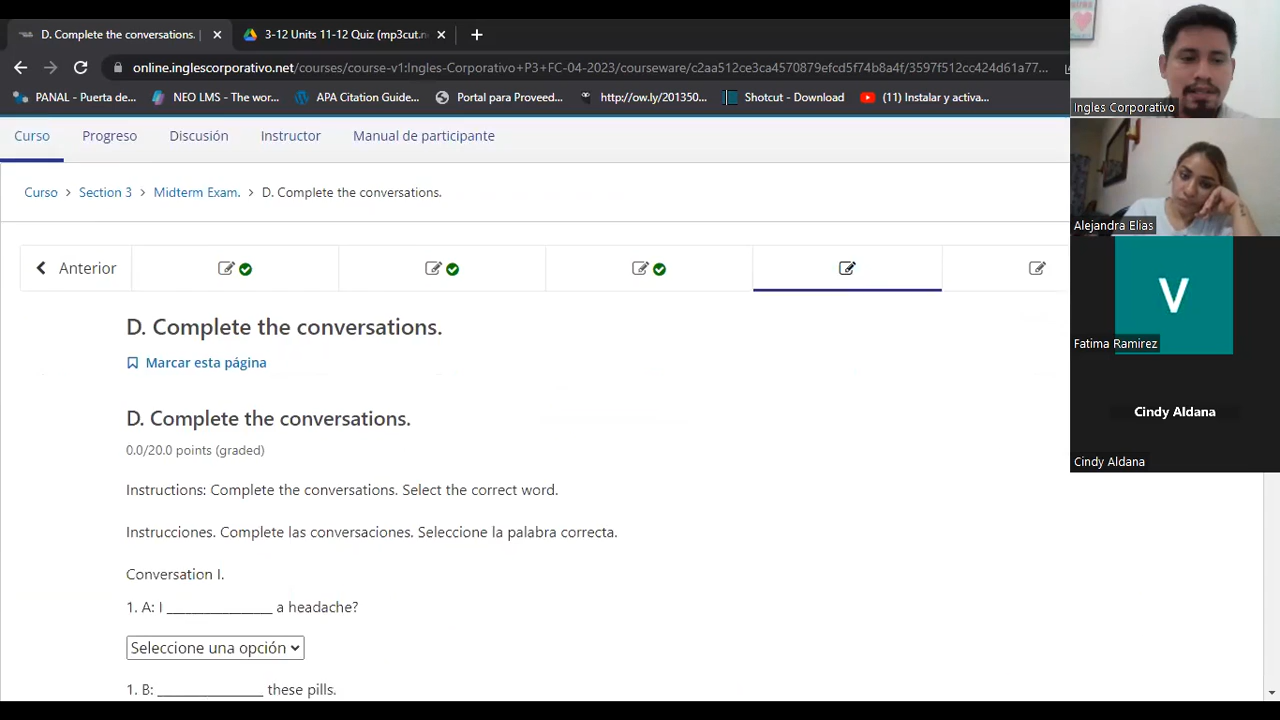 D. Complete the conversations. |
3-12 Units 11-12 Quiz (mp3cut.n
online.inglescorporativo.net/courses/course-v1:Ingles-Corporativo+P3+IC-04-2023/courseware/c2aa512ce3ca4570879efcd5f74b8a4f/3597f512cc424d61a77...
PANAL - Puerta de...
NEO LMS - The wor...
APA Citation Guide...
Portal de Proveed...
http://ow.ly/201350...
Shotcut - Download
(11) Instalar y activa...
Curso
Progreso
Discusión
Instructor
Manual de participante
Curso > Section 3 > Midterm Exam. > D. Complete the conversations.
Anterior
D. Complete the conversations.
Marcar esta página
D. Complete the conversations.
0.0/20.0 points (graded)
Instructions: Complete the conversations. Select the correct word.
Instrucciones. Complete las conversaciones. Seleccione la palabra correcta.
Conversation I.
1. A: I ________________ a headache?
Seleccione una opción
1. B: ________________ these pills.
Ingles Corporativo
Alejandra Elias
V
Fatima Ramirez
Cindy Aldana
Cindy Aldana